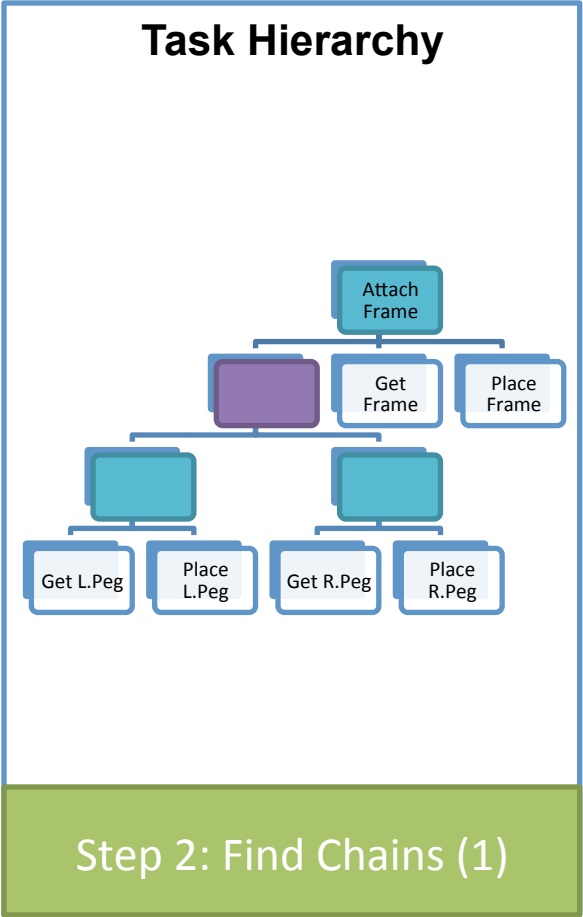 Task Hierarchy
Attach
Frame
Get
Frame
Place
Frame
Get L.Peg
Place
L.Peg
Get R.Peg
Place
R.Peg
Step 2: Find Chains (1)